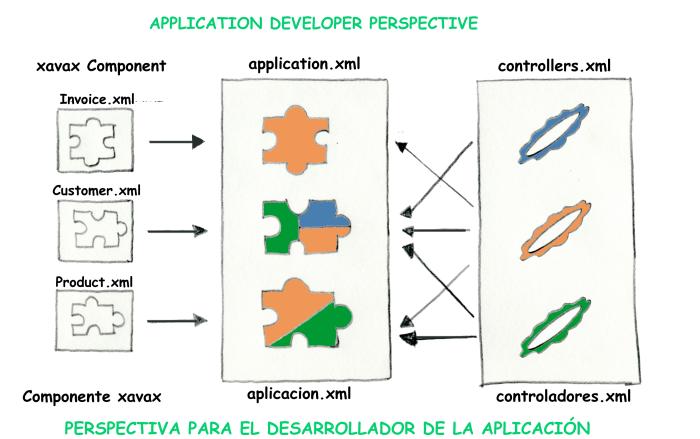 APPLICATION DEVELOPER PERSPECTIVE
xavax Component
application.xml
controllers.xml
Invoice.xml
Customer.xml
Product.xml
Componente xavax
aplicacion.xml
controladores.xml
PERSPECTIVA PARA EL DESARROLLADOR DE LA APLICACIÓN